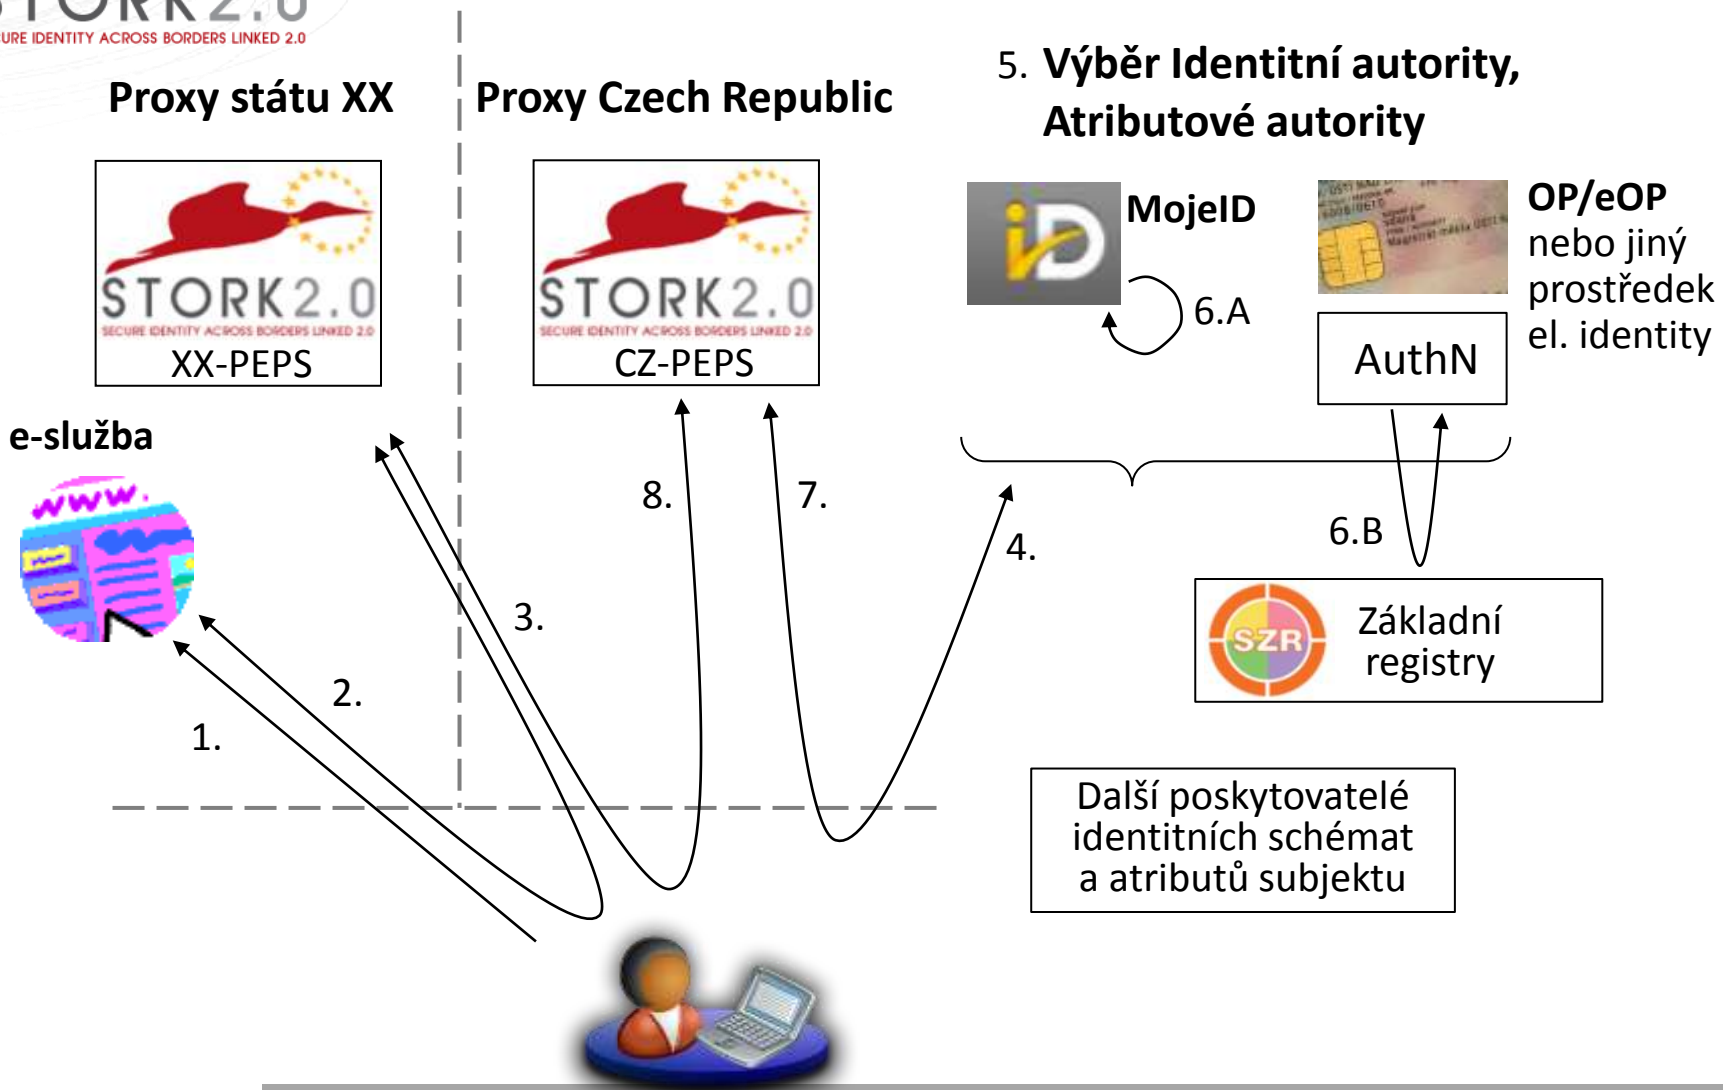 STORK2.0
URE IDENTITY ACROSS BORDERS LINKED 2.0
Proxy státu XX
Proxy Czech Republic
5. Výběr Identitní autority,
Atributové autority
STORK2.0
SECURE IDENTITY ACROSS BORDERS LINKED 2.0
XX-PEPS
STORK2.0
SECURE IDENTITY ACROSS BORDERS LINKED 2.0
CZ-PEPS
iD
MojeID
6.A
OP/eOP
nebo jiný
prostředek
el. identity
AuthN
e-služba
www.
8.
7.
4.
6.B
3.
SZR
Základní
registry
2.
1.
Další poskytovatelé
identitních schémat
a atributů subjektu